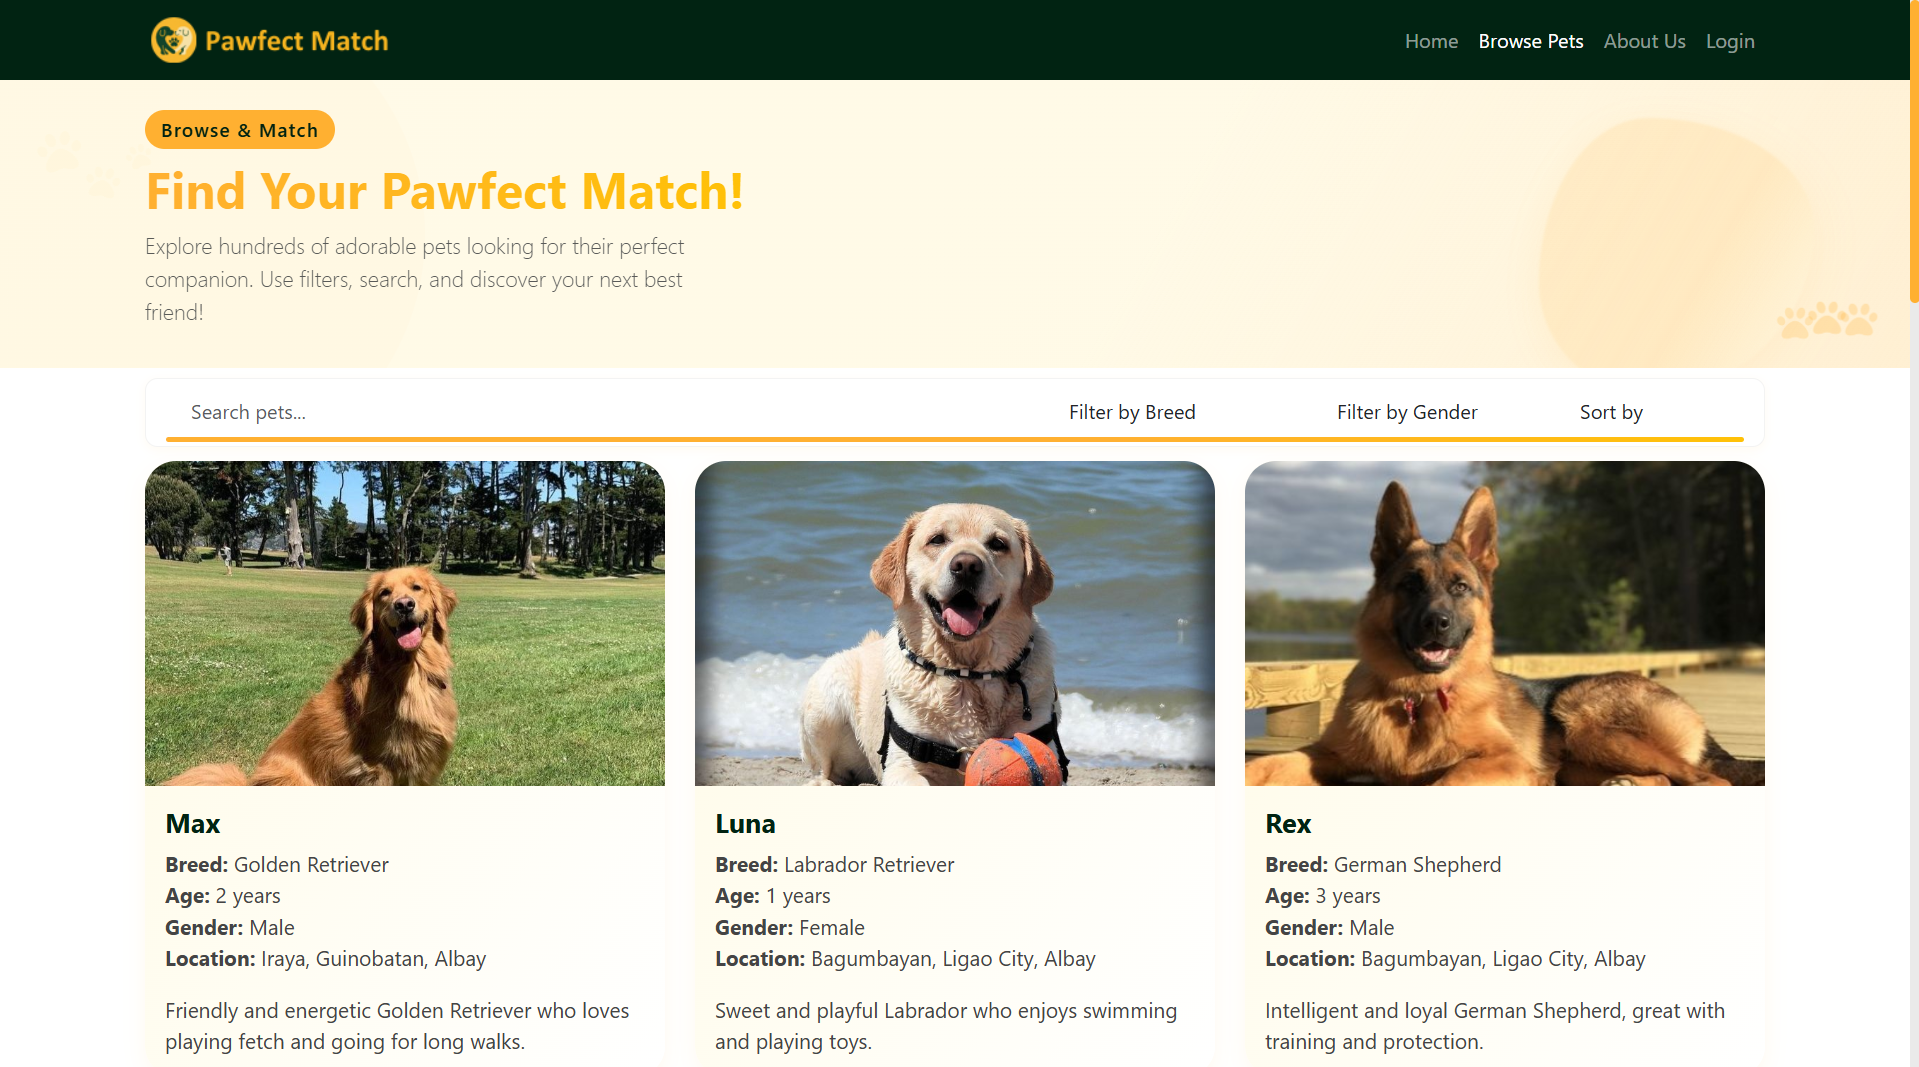 Pawfect Match
Home Browse Pets About Us Login
Browse & Match
Find Your Pawfect Match!
Explore hundreds of adorable pets looking for their perfect
companion. Use filters, search, and discover your next best
friend!
Search pets... Filter by Breed Filter by Gender Sort by
Max
Breed: Golden Retriever
Age: 2 years
Gender: Male
Location: Iraya, Guinobatan, Albay
Friendly and energetic Golden Retriever who loves
playing fetch and going for long walks.
Luna
Breed: Labrador Retriever
Age: 1 years
Gender: Female
Location: Bagumbayan, Ligao City, Albay
Sweet and playful Labrador who enjoys swimming
and playing toys.
Rex
Breed: German Shepherd
Age: 3 years
Gender: Male
Location: Bagumbayan, Ligao City, Albay
Intelligent and loyal German Shepherd, great with
training and protection.